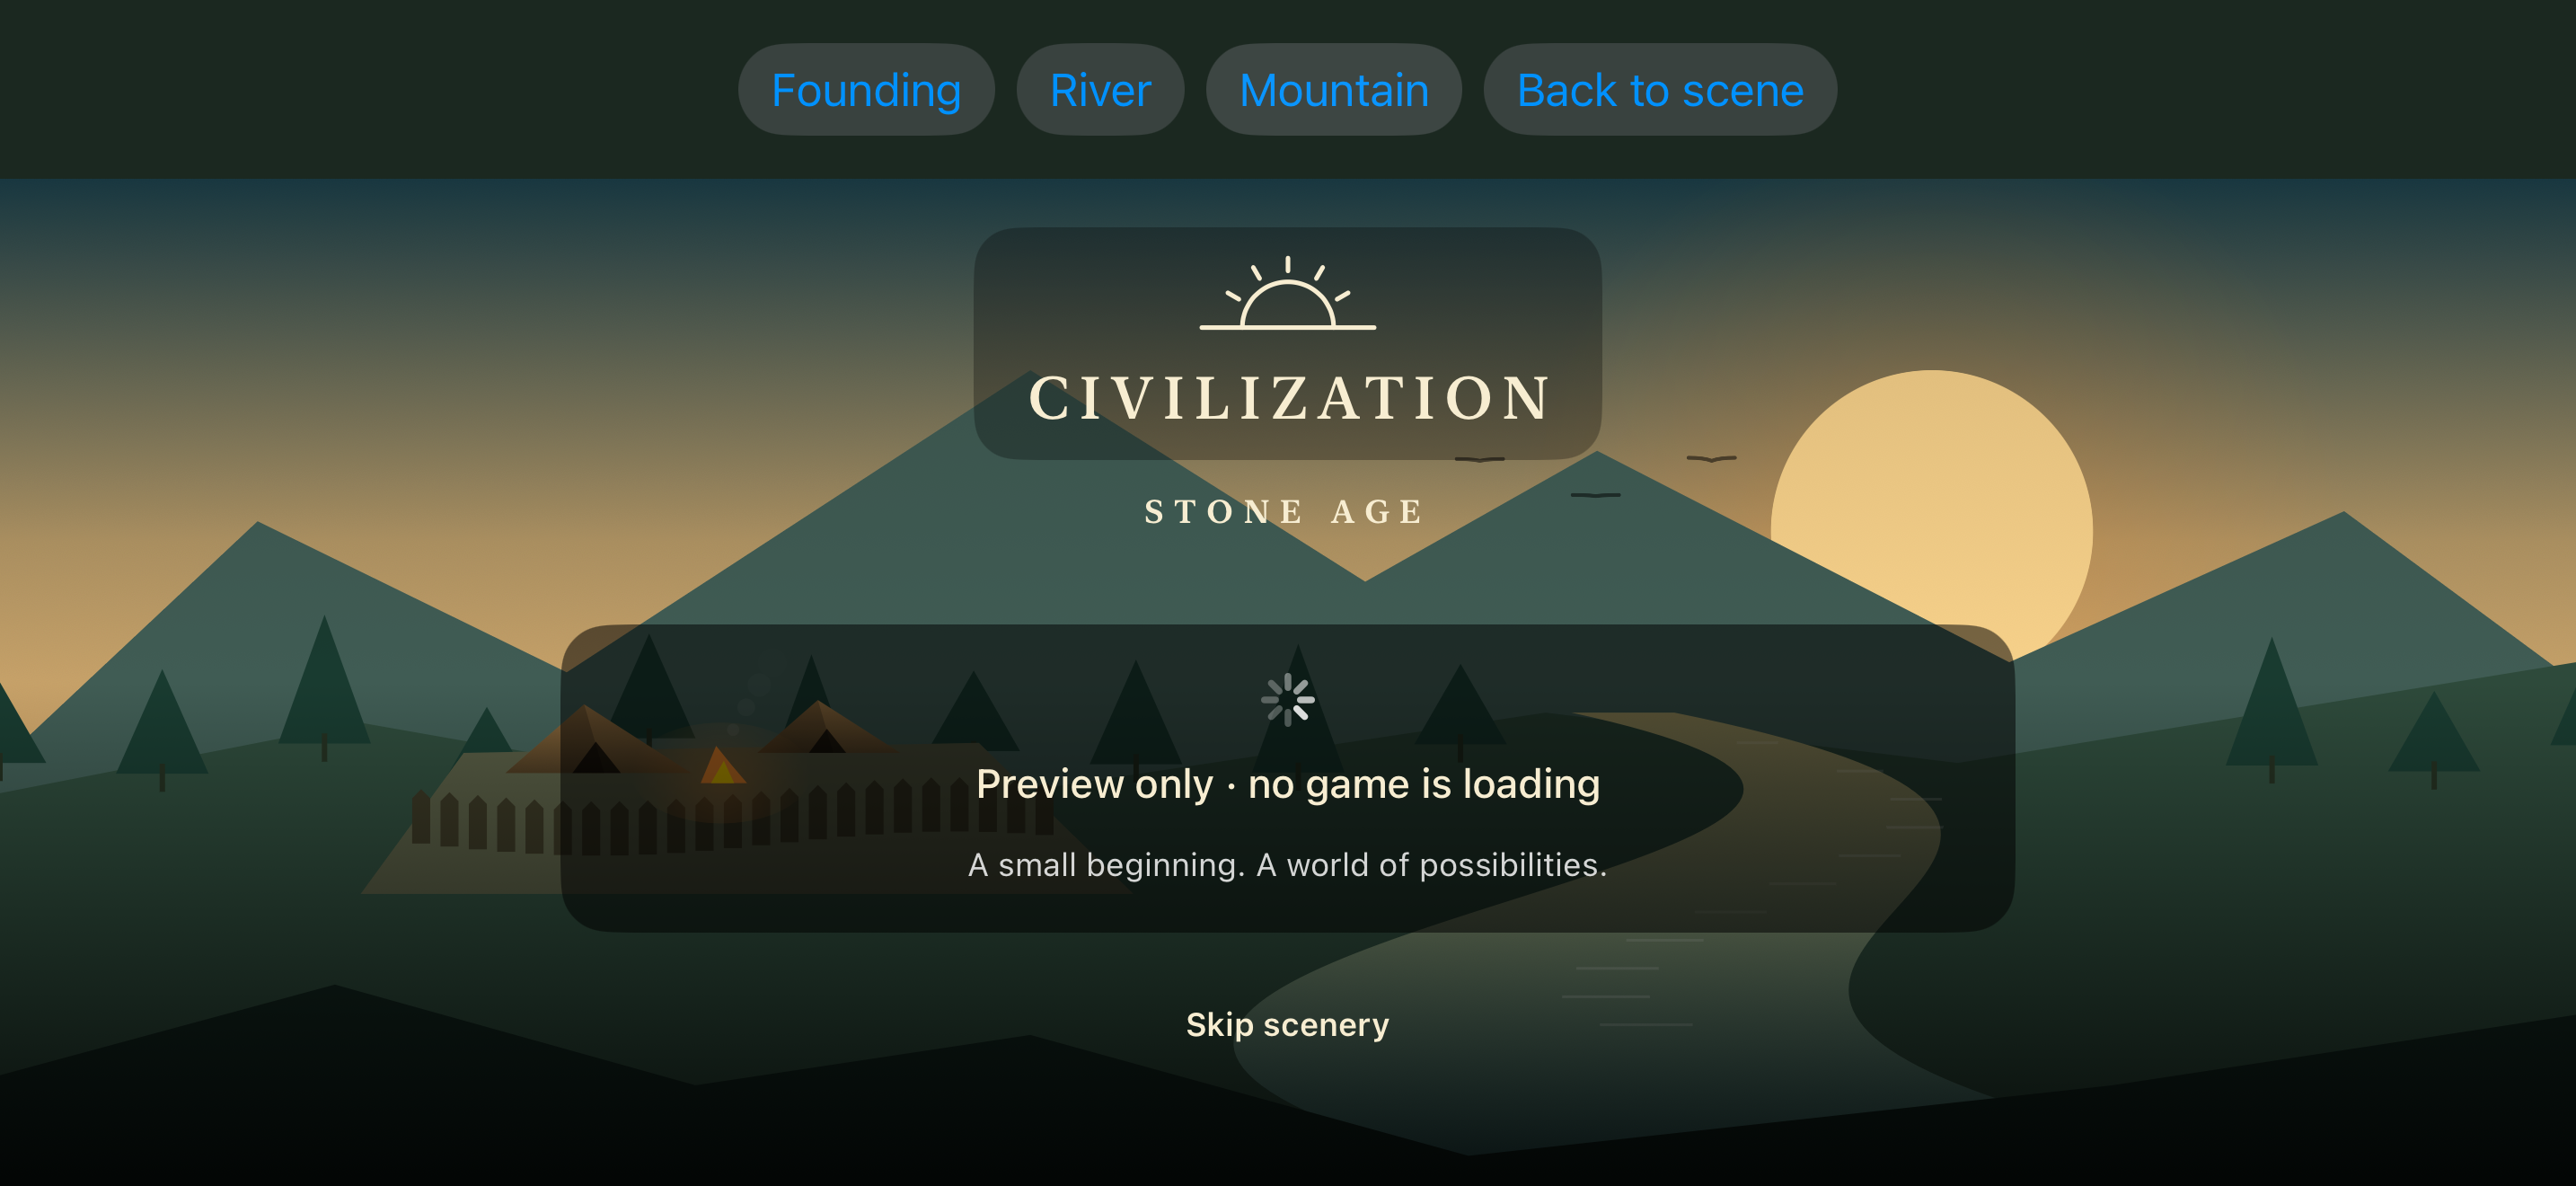 Founding River Mountain Back to scene
CIVILIZATION
STONE AGE
Preview only · no game is loading
A small beginning. A world of possibilities.
Skip scenery